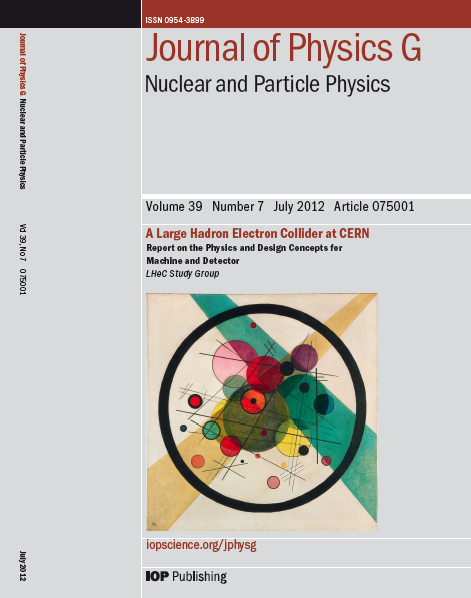 Journal of Physics G Nuclear and Particle Physics
Vol 39, No 7 075001
July 2012
ISSN 0954-3899
Journal of Physics G
Nuclear and Particle Physics
Volume 39 Number 7 July 2012 Article 075001
A Large Hadron Electron Collider at CERN
Report on the Physics and Design Concepts for
Machine and Detector
LHeC Study Group
iopscience.org/jphysg
IOP Publishing